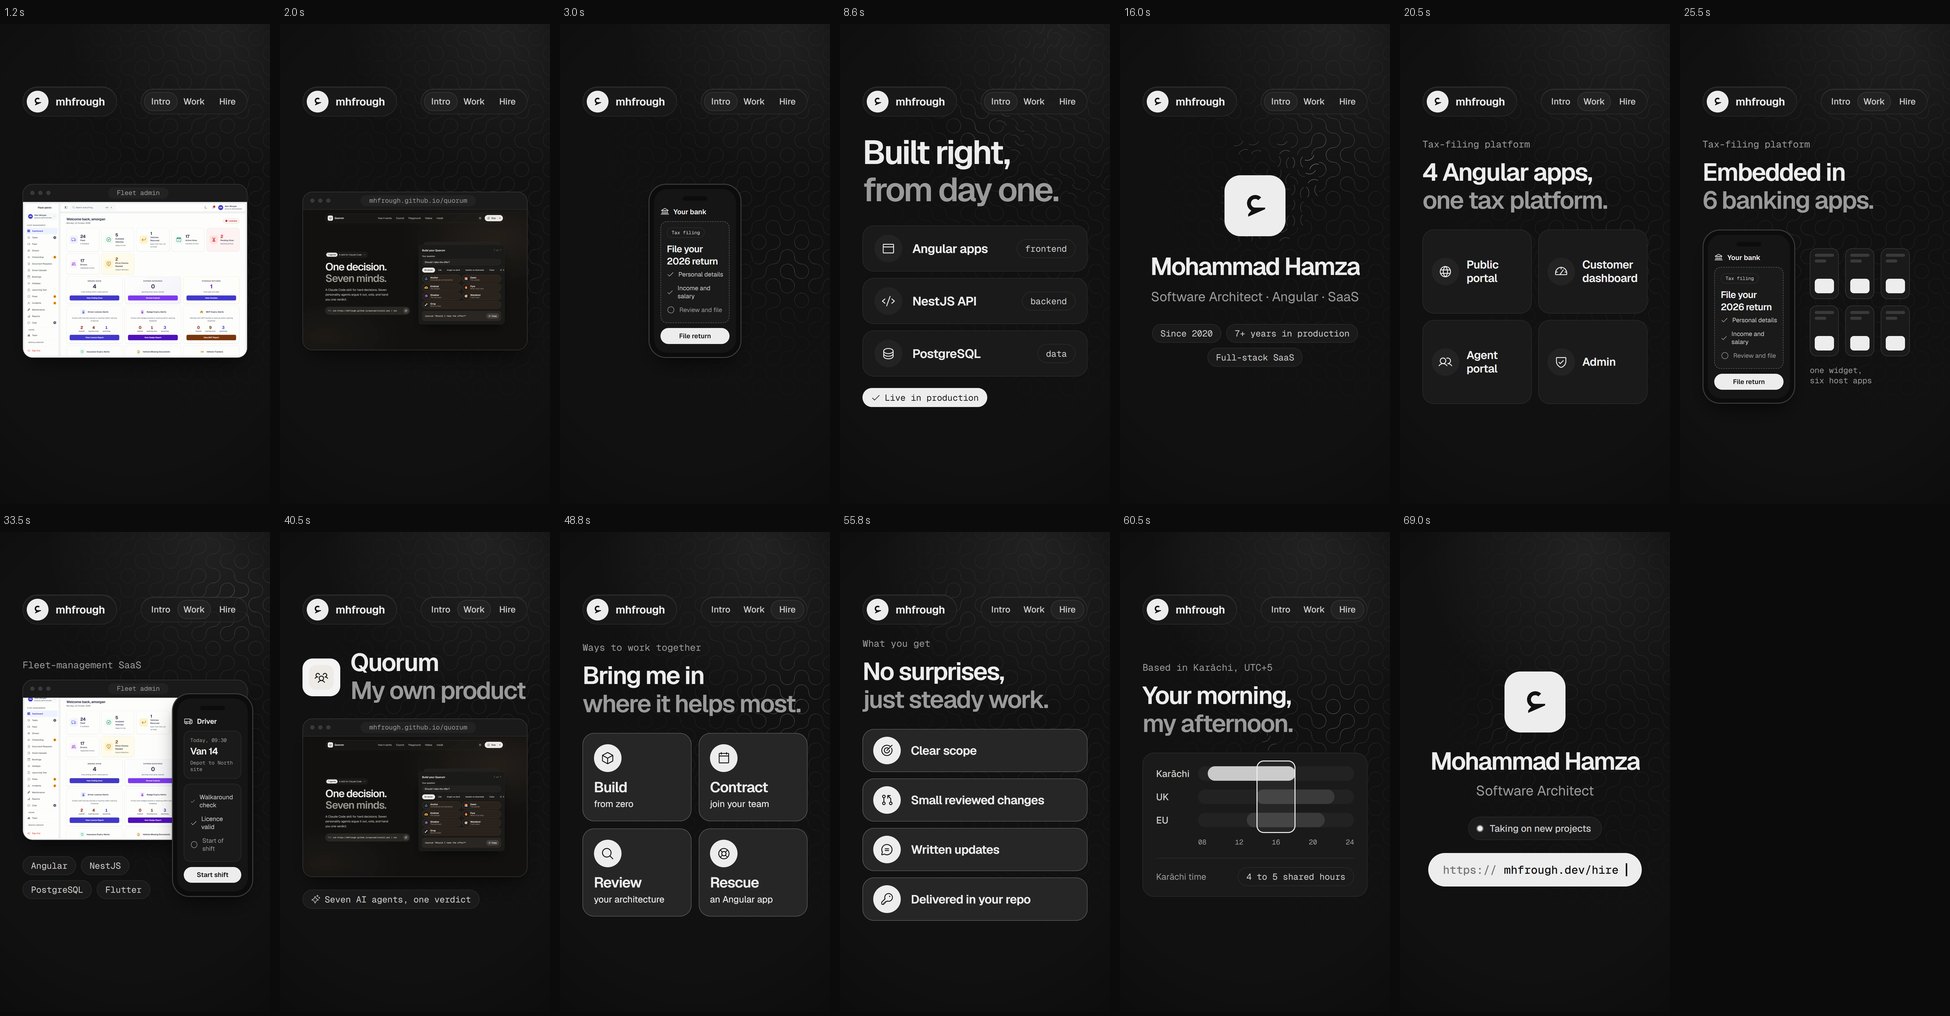 1.2 s
mhfrough
Intro Work Hire
Fleet admin
Welcome back, amorgan
2.0 s
mhfrough
Intro Work Hire
mhfrough.github.io/quorum
Quorum
One decision.
Seven minds.
3.0 s
mhfrough
Intro Work Hire
Your bank
Tax filing
File your
2026 return
Personal details
Income and
salary
Review and file
File return
8.6 s
mhfrough
Intro Work Hire
Built right,
from day one.
Angular apps frontend
NestJS API backend
PostgreSQL data
Live in production
16.0 s
mhfrough
Intro Work Hire
Mohammad Hamza
Software Architect · Angular · SaaS
Since 2020 7+ years in production
Full-stack SaaS
20.5 s
mhfrough
Intro Work Hire
Tax-filing platform
4 Angular apps,
one tax platform.
Public
portal
Customer
dashboard
Agent
portal
Admin
25.5 s
mhfrough
Intro Work Hire
Tax-filing platform
Embedded in
6 banking apps.
Your bank
Tax filing
File your
2026 return
Personal details
Income and
salary
Review and file
File return
one widget,
six host apps
33.5 s
mhfrough
Intro Work Hire
Fleet-management SaaS
Fleet admin
Welcome back, amorgan
Driver
Today, 09:30
Van 14
Depot to North
site
Walkaround
check
Licence
valid
Start of
shift
Start shift
Angular NestJS
PostgreSQL Flutter
40.5 s
mhfrough
Intro Work Hire
Quorum
My own product
mhfrough.github.io/quorum
Quorum
One decision.
Seven minds.
Seven AI agents, one verdict
48.8 s
mhfrough
Intro Work Hire
Ways to work together
Bring me in
where it helps most.
Build
from zero
Contract
join your team
Review
your architecture
Rescue
an Angular app
55.8 s
mhfrough
Intro Work Hire
What you get
No surprises,
just steady work.
Clear scope
Small reviewed changes
Written updates
Delivered in your repo
60.5 s
mhfrough
Intro Work Hire
Based in Karāchi, UTC+5
Your morning,
my afternoon.
Karāchi
UK
EU
08 12 16 20 24
Karāchi time 4 to 5 shared hours
69.0 s
Mohammad Hamza
Software Architect
Taking on new projects
https:// mhfrough.dev/hire